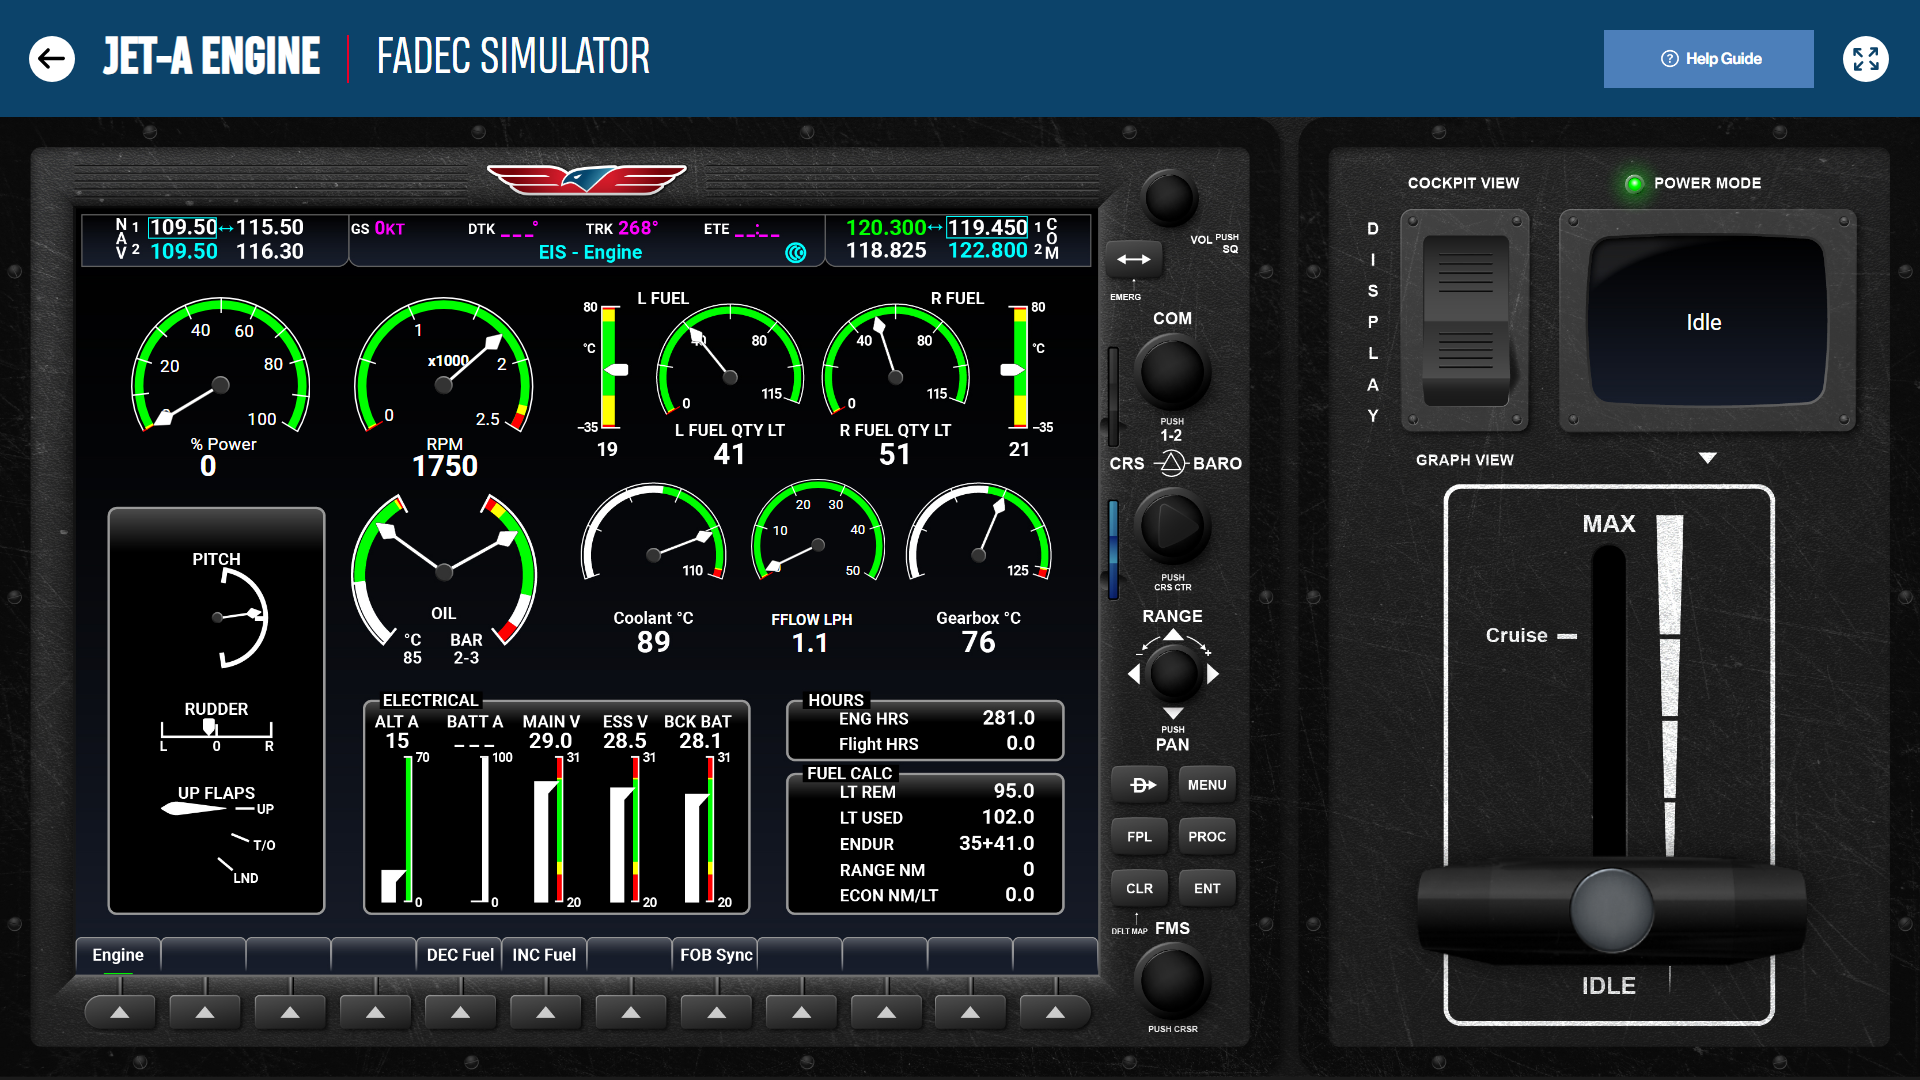 JET-A ENGINE | FADEC SIMULATOR
Help Guide
NAV
1 109.50 ↔ 115.50
2 109.50 116.30
GS 0KT DTK _ _ _° TRK 268° ETE _ _:_ _
EIS - Engine
120.300 ↔ 119.450 1
118.825 122.800 2
COM
40 60
20 80
0 100
% Power
0
1
x1000 2
0 2.5
RPM
1750
80
°C
-35
19
L FUEL
40 80
0 115
L FUEL QTY LT
41
R FUEL
40 80
0 115
R FUEL QTY LT
51
80
°C
-35
21
PITCH
RUDDER
L 0 R
UP FLAPS
UP
T/O
LND
OIL
°C BAR
85 2-3
110
Coolant °C
89
20 30
10 40
0 50
FFLOW LPH
1.1
125
Gearbox °C
76
ELECTRICAL
ALT A BATT A MAIN V ESS V BCK BAT
15 _ _ _ 29.0 28.5 28.1
70 100 31 31 31
0 0 20 20 20
HOURS
ENG HRS 281.0
Flight HRS 0.0
FUEL CALC
LT REM 95.0
LT USED 102.0
ENDUR 35+41.0
RANGE NM 0
ECON NM/LT 0.0
Engine DEC Fuel INC Fuel FOB Sync
VOL PUSH
SQ
EMERG
COM
PUSH
1-2
CRS BARO
PUSH
CRS CTR
RANGE
- +
PUSH
PAN
D MENU
FPL PROC
CLR ENT
DFLT MAP FMS
PUSH CRSR
COCKPIT VIEW
DISPLAY
GRAPH VIEW
POWER MODE
Idle
MAX
Cruise
IDLE